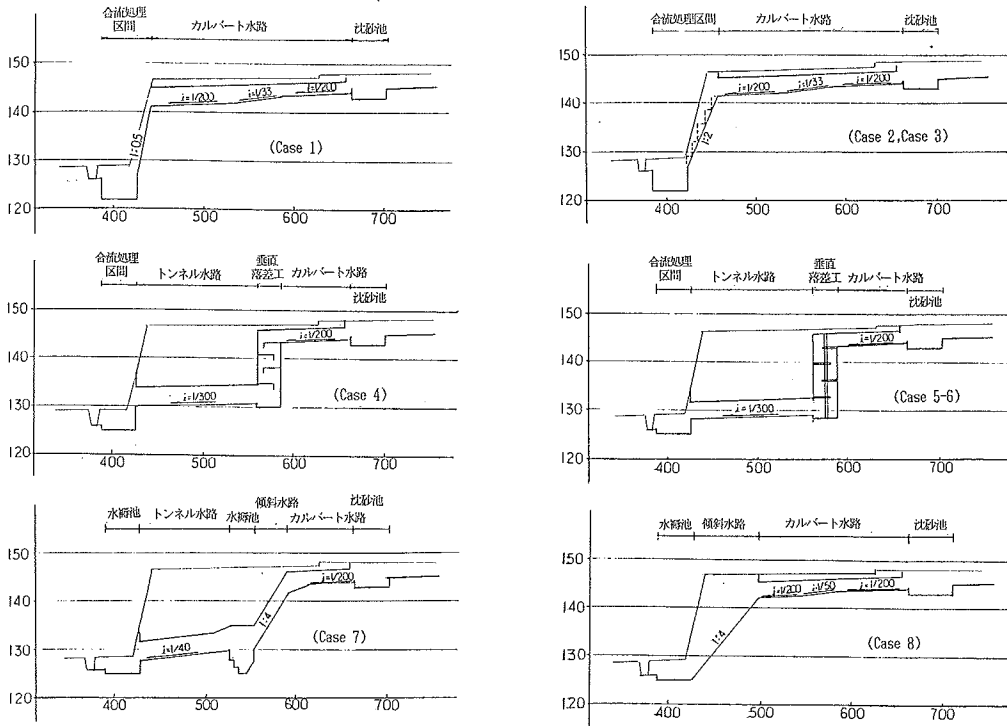 合流処理
区間
カルバート水路
沈砂池
150
140
130
120
i=1/200
i=1/33
i=1/200
1:0.5
(Case 1)
400
500
600
700
合流処理区間
カルバート水路
沈砂池
150
140
130
120
i=1/200
i=1/33
i=1/200
1:2
(Case 2,Case 3)
400
500
600
700
合流処理
区間
トンネル水路
垂直
落差工
カルバート水路
沈砂池
150
140
130
120
i=1/200
i=1/300
(Case 4)
400
500
600
700
合流処理
区間
トンネル水路
垂直
落差工
カルバート水路
沈砂池
150
140
130
120
i=1/200
i=1/300
(Case 5-6)
400
500
600
700
水褥池
トンネル水路
水褥池
傾斜水路
カルバート水路
沈砂池
150
140
130
120
i=1/200
1:4
i=1/40
(Case 7)
400
500
600
700
水褥池
傾斜水路
カルバート水路
沈砂池
150
140
130
120
i=1/200
i=1/50
i=1/200
1:4
(Case 8)
400
500
600
700